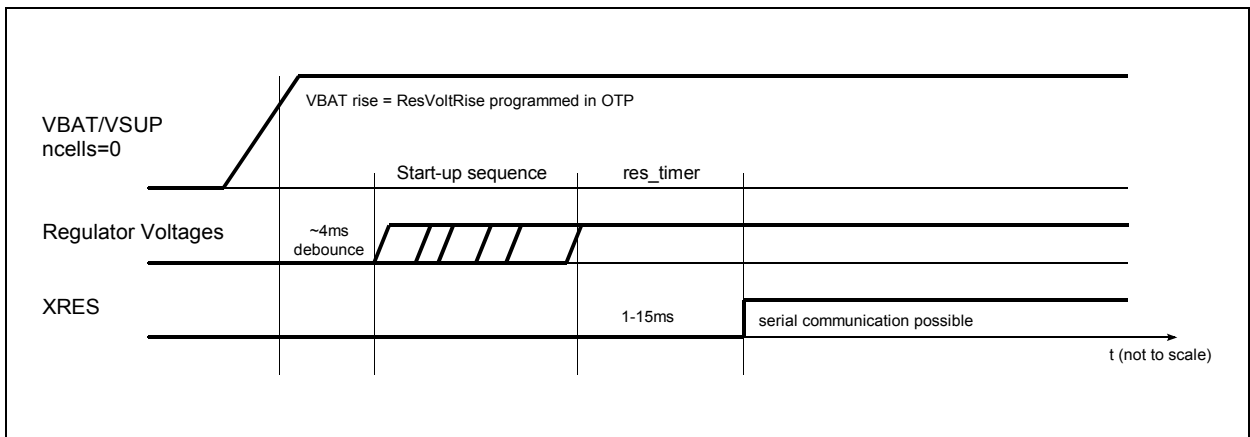 VBAT rise = ResVoltRise programmed in OTP
VBAT/VSUP
ncells=0
Start-up sequence
res_timer
Regulator Voltages
~4ms
debounce
XRES
1-15ms
serial communication possible
t (not to scale)